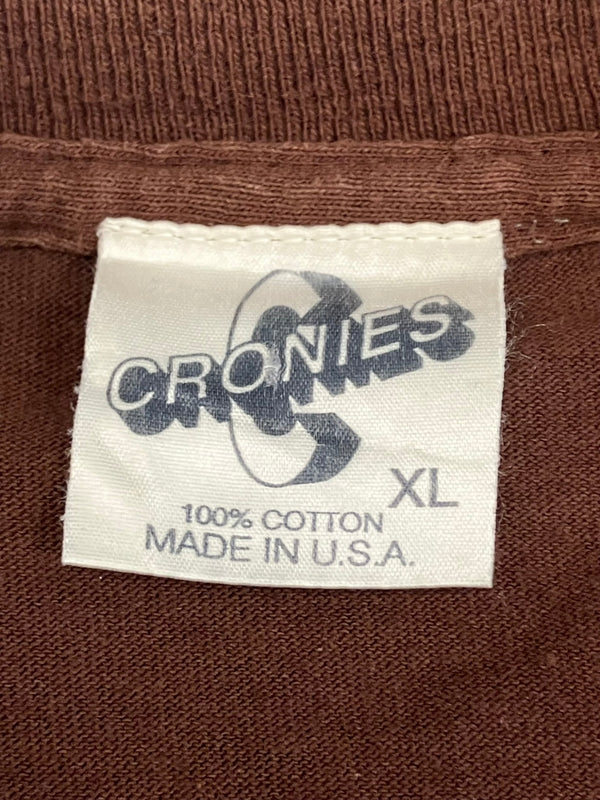 CRONIES
XL
100% COTTON
MADE IN U.S.A.